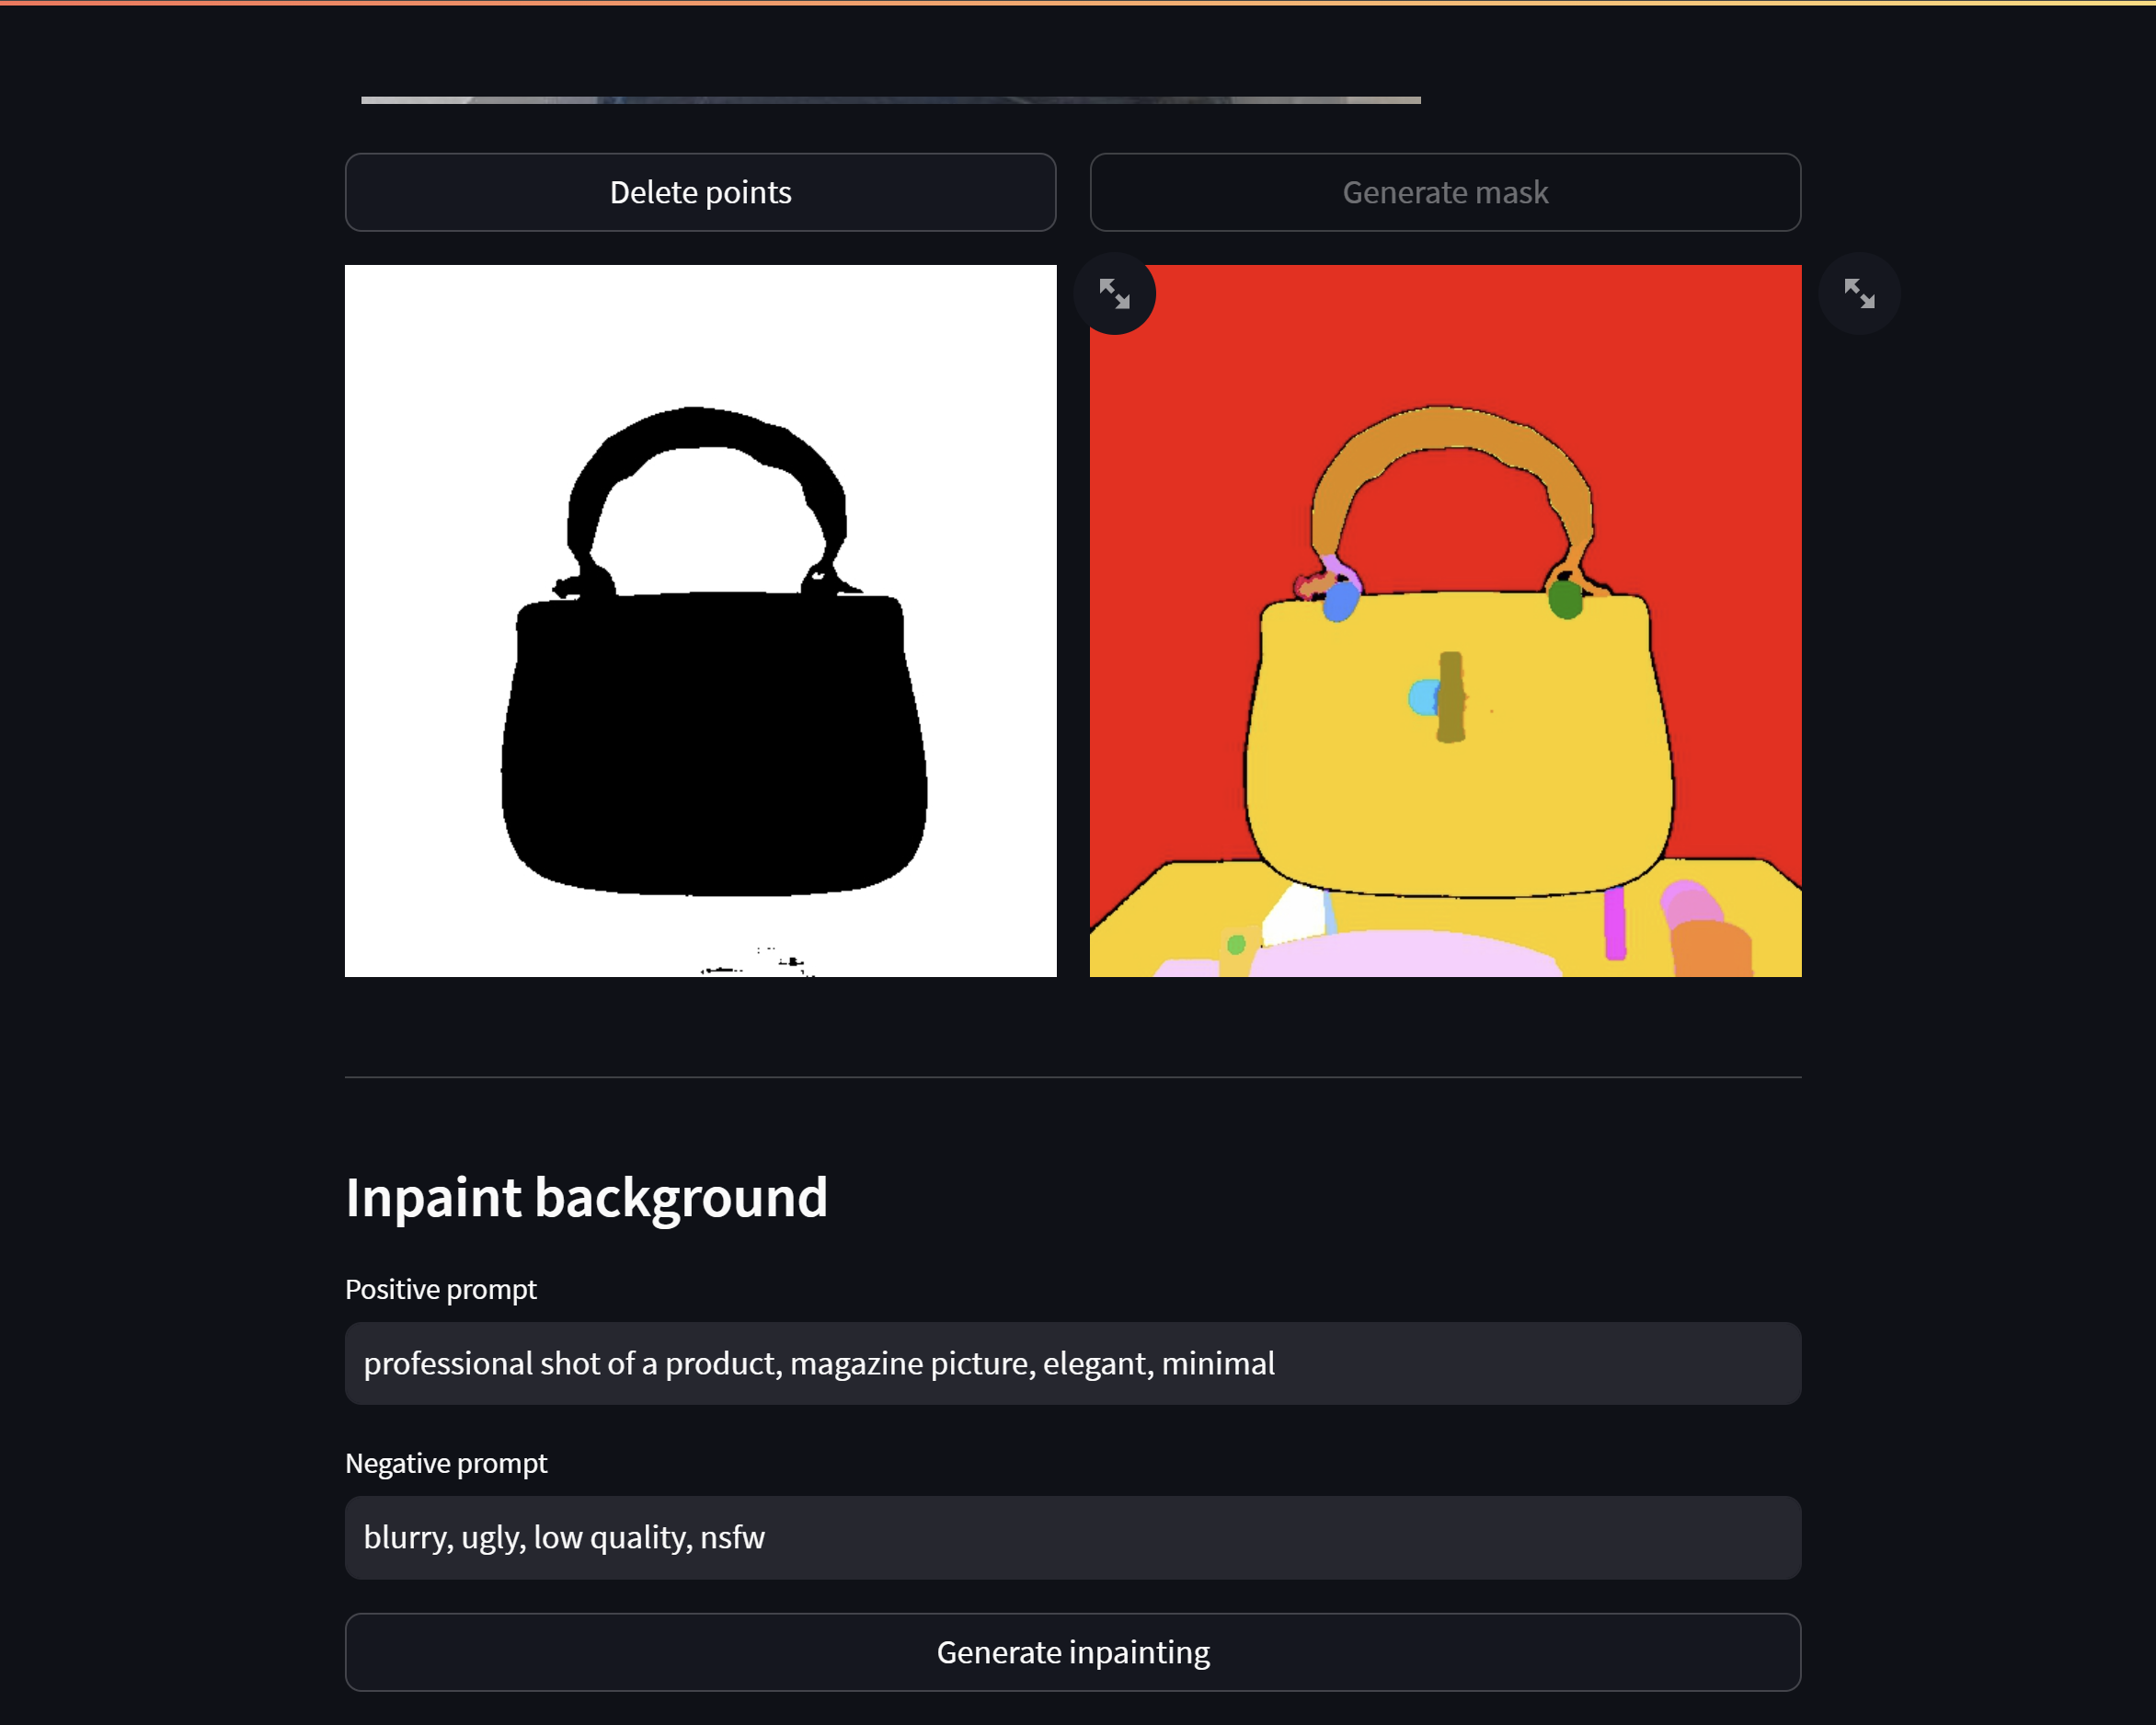 Delete points
Generate mask
Inpaint background
Positive prompt
professional shot of a product, magazine picture, elegant, minimal
Negative prompt
blurry, ugly, low quality, nsfw
Generate inpainting